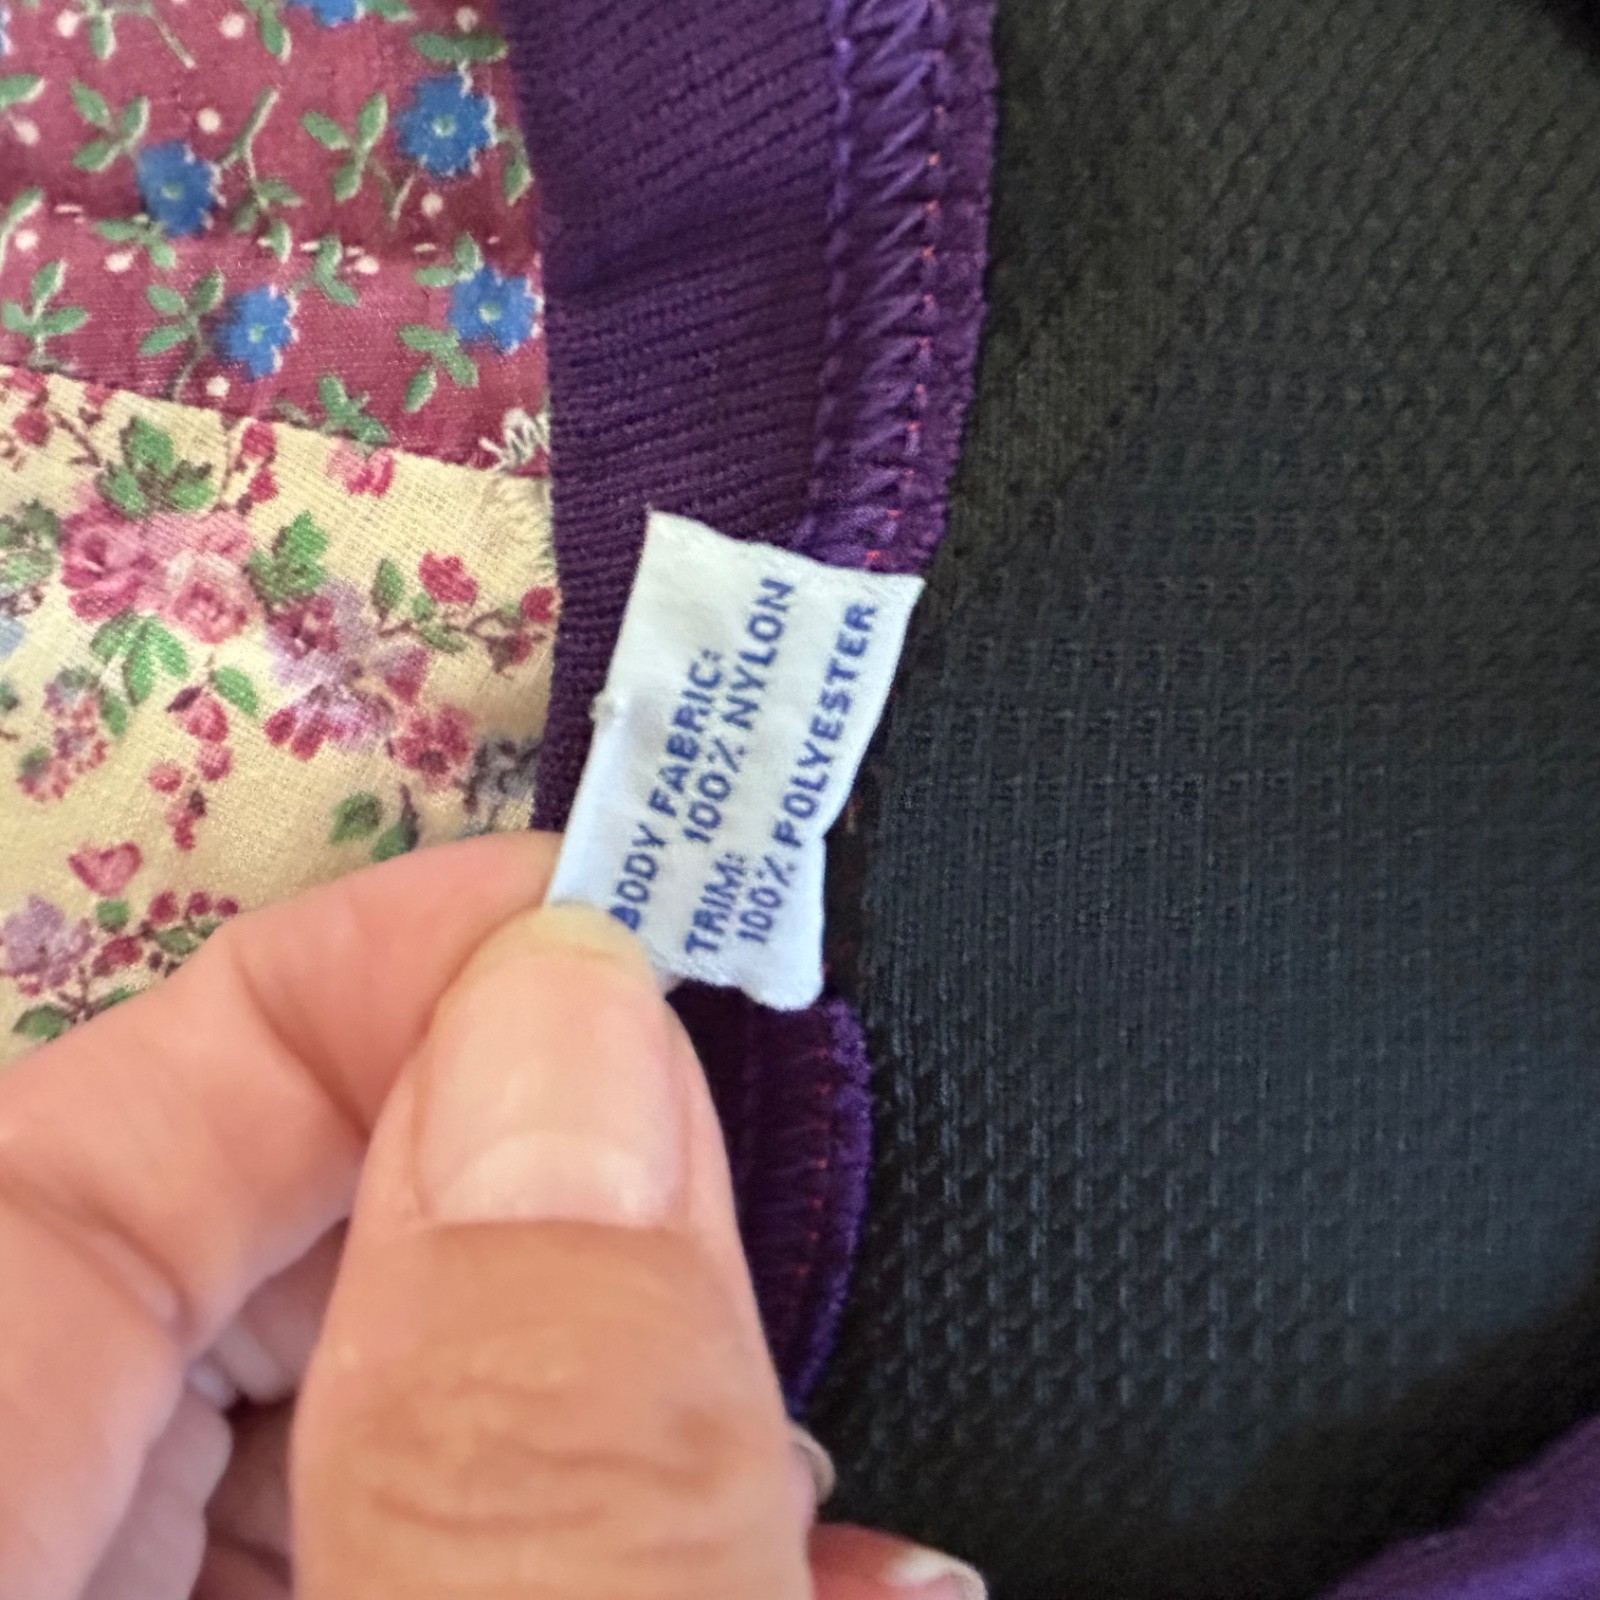 BODY FABRIC:
100% NYLON
TRIM:
100% POLYESTER